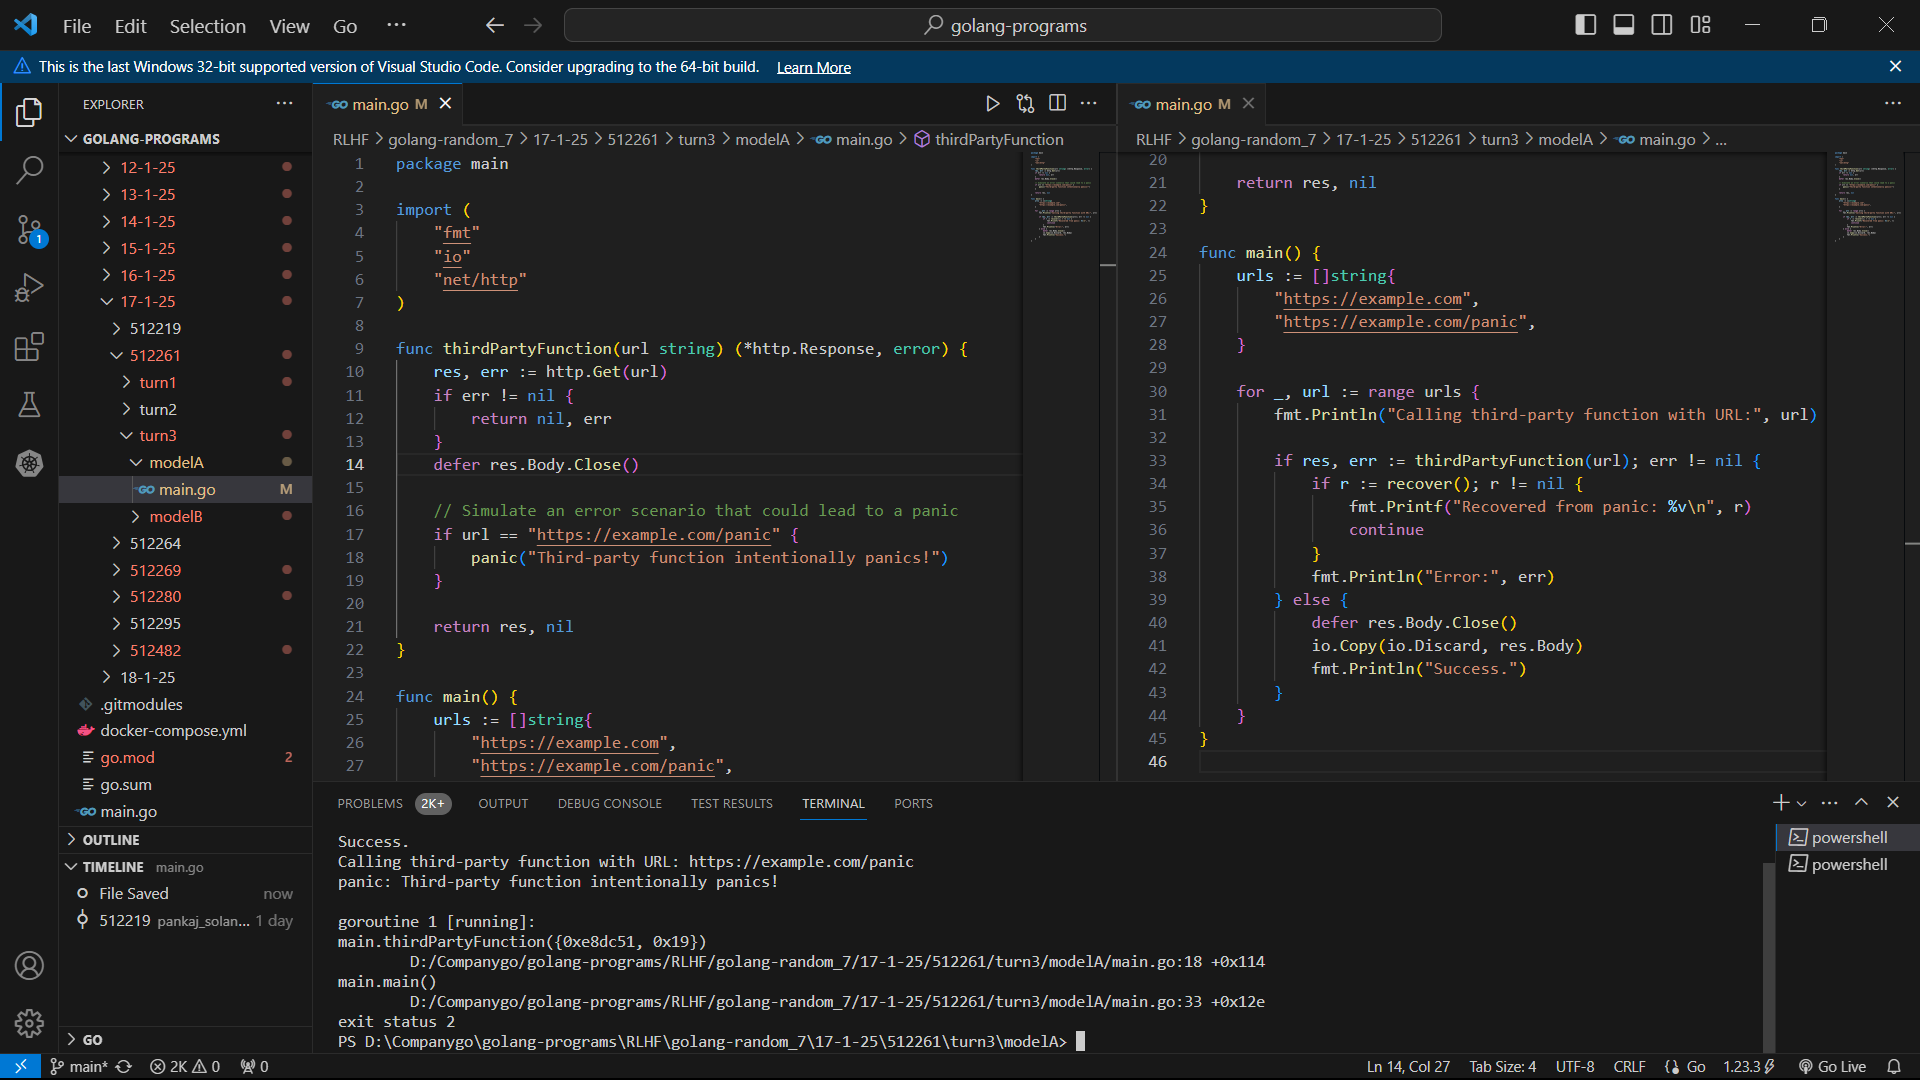 File Edit Selection View Go ··· golang-programs
This is the last Windows 32-bit supported version of Visual Studio Code. Consider upgrading to the 64-bit build. Learn More
EXPLORER ···
GOLANG-PROGRAMS
12-1-25
13-1-25
14-1-25
15-1-25
16-1-25
17-1-25
512219
512261
turn1
turn2
turn3
modelA
main.go M
modelB
512264
512269
512280
512295
512482
18-1-25
.gitmodules
docker-compose.yml
go.mod 2
go.sum
main.go
OUTLINE
TIMELINE main.go
File Saved now
512219 pankaj_solan... 1 day
GO
1
main.go M
RLHF > golang-random_7 > 17-1-25 > 512261 > turn3 > modelA > main.go > thirdPartyFunction
1 package main
2
3 import (
4 "fmt"
5 "io"
6 "net/http"
7 )
8
9 func thirdPartyFunction(url string) (*http.Response, error) {
10 res, err := http.Get(url)
11 if err != nil {
12 return nil, err
13 }
14 defer res.Body.Close()
15
16 // Simulate an error scenario that could lead to a panic
17 if url == "https://example.com/panic" {
18 panic("Third-party function intentionally panics!")
19 }
20
21 return res, nil
22 }
23
24 func main() {
25 urls := []string{
26 "https://example.com",
27 "https://example.com/panic",
main.go M
RLHF > golang-random_7 > 17-1-25 > 512261 > turn3 > modelA > main.go > ...
20
21 return res, nil
22 }
23
24 func main() {
25 urls := []string{
26 "https://example.com",
27 "https://example.com/panic",
28 }
29
30 for _, url := range urls {
31 fmt.Println("Calling third-party function with URL:", url)
32
33 if res, err := thirdPartyFunction(url); err != nil {
34 if r := recover(); r != nil {
35 fmt.Printf("Recovered from panic: %v\n", r)
36 continue
37 }
38 fmt.Println("Error:", err)
39 } else {
40 defer res.Body.Close()
41 io.Copy(io.Discard, res.Body)
42 fmt.Println("Success.")
43 }
44 }
45 }
46
PROBLEMS 2K+ OUTPUT DEBUG CONSOLE TEST RESULTS TERMINAL PORTS
Success.
Calling third-party function with URL: https://example.com/panic
panic: Third-party function intentionally panics!
goroutine 1 [running]:
main.thirdPartyFunction({0xe8dc51, 0x19})
D:/Companygo/golang-programs/RLHF/golang-random_7/17-1-25/512261/turn3/modelA/main.go:18 +0x114
main.main()
D:/Companygo/golang-programs/RLHF/golang-random_7/17-1-25/512261/turn3/modelA/main.go:33 +0x12e
exit status 2
PS D:\Companygo\golang-programs\RLHF\golang-random_7\17-1-25\512261\turn3\modelA>
powershell
powershell
main* 2K 0 0 Ln 14, Col 27 Tab Size: 4 UTF-8 CRLF Go 1.23.3 Go Live